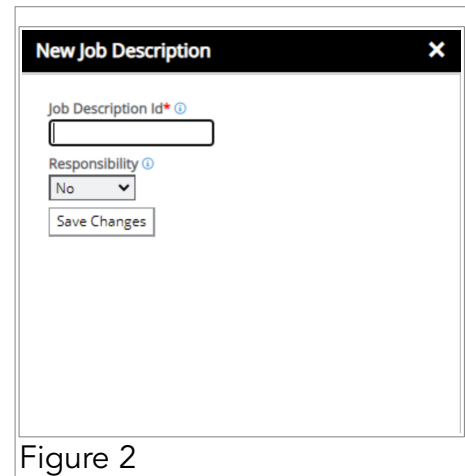 New Job Description ×
Job Description Id* ⓘ
Responsibility ⓘ
No
Save Changes
Figure 2